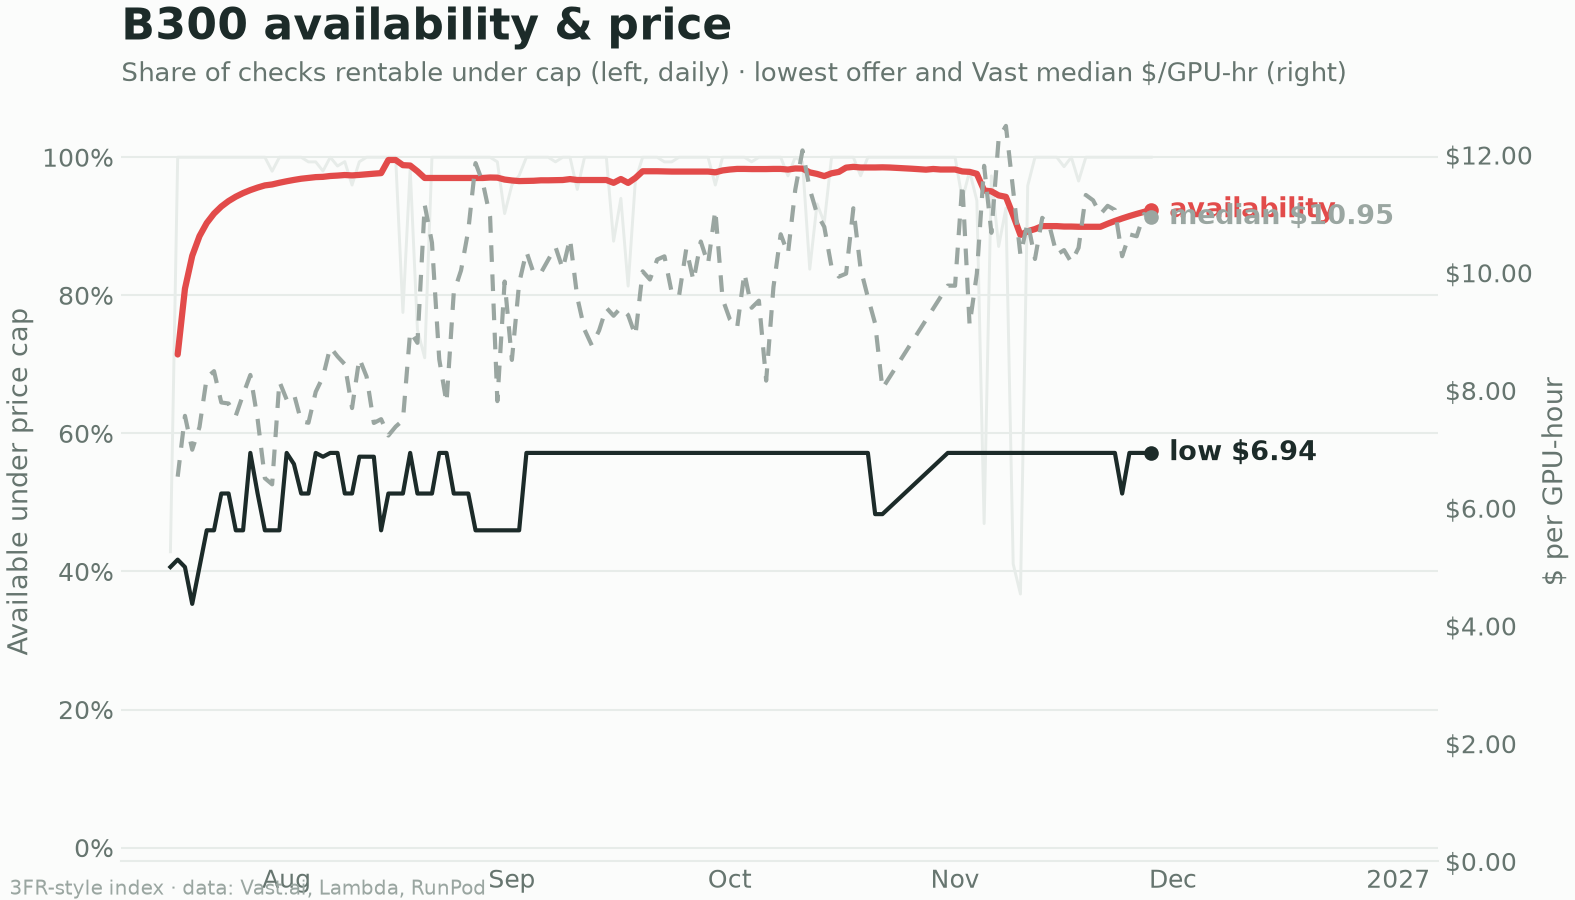 B300 availability & price
Share of checks rentable under cap (left, daily) · lowest offer and Vast median $/GPU-hr (right)
100%
80%
60%
40%
20%
0%
Available under price cap
$12.00
$10.00
$8.00
$6.00
$4.00
$2.00
$0.00
$ per GPU-hour
availability
median $10.95
low $6.94
Aug
Sep
Oct
Nov
Dec
2027
3FR-style index · data: Vast.ai, Lambda, RunPod